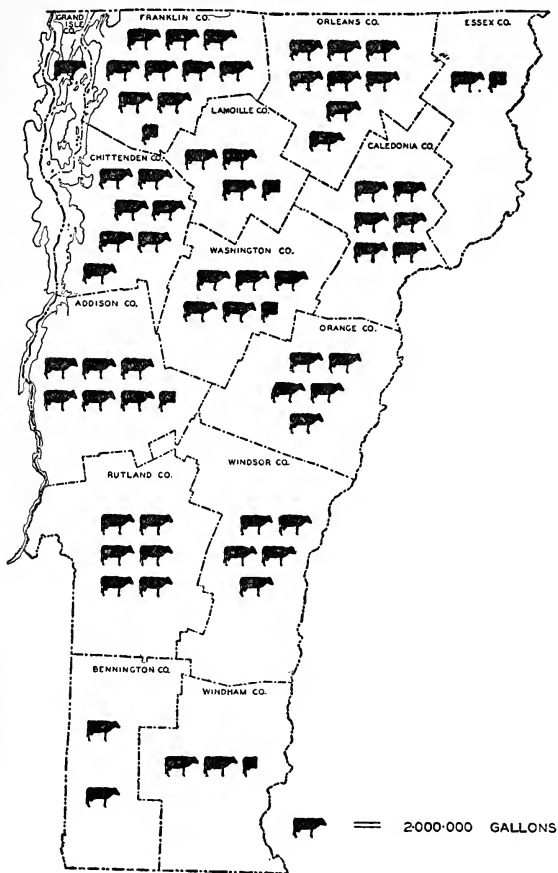 GRAND
ISLE
CO.
FRANKLIN CO.
ORLEANS CO.
ESSEX CO.
LAMOILLE CO.
CHITTENDEN CO.
CALEDONIA CO.
WASHINGTON CO.
ADDISON CO.
ORANGE CO.
RUTLAND CO.
WINDSOR CO.
BENNINGTON CO.
WINDHAM CO.
= 2·000·000 GALLONS